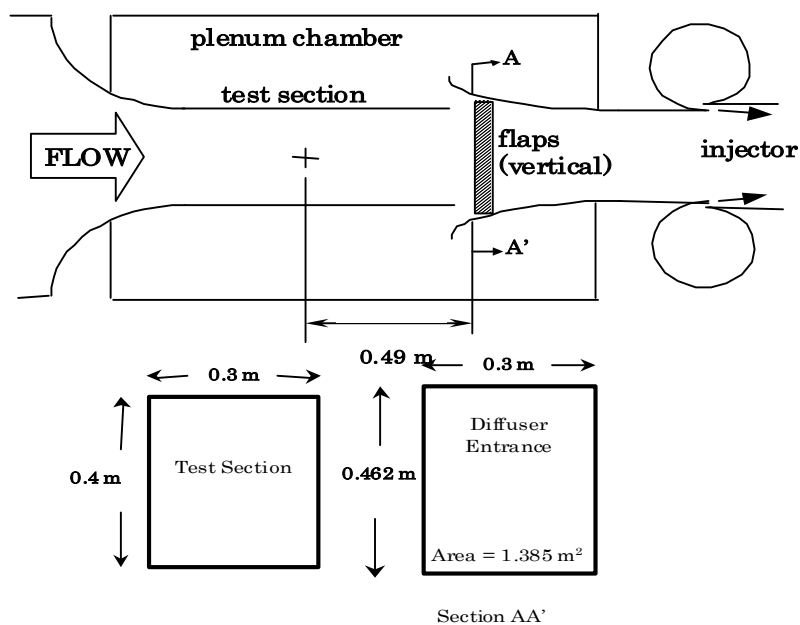 plenum chamber
A
test section
FLOW
flaps
(vertical)
injector
A'
0.49 m
0.3 m
0.3 m
Test Section
Diffuser
Entrance
0.4 m
0.462 m
Area = 1.385 m²
Section AA'